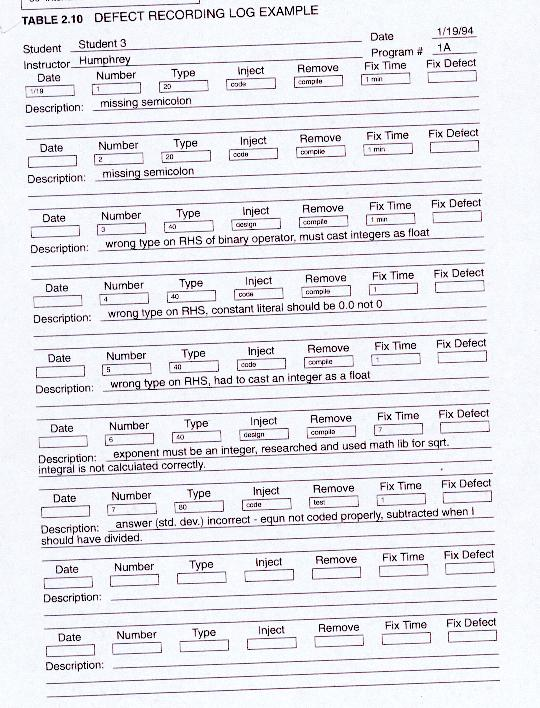 TABLE 2.10 DEFECT RECORDING LOG EXAMPLE
Student Student 3 Date 1/19/94
Instructor Humphrey Program # 1A
Date Number Type Inject Remove Fix Time Fix Defect
1/19 1 20 code compile 1 min
Description: missing semicolon
Date Number Type Inject Remove Fix Time Fix Defect
2 20 code compile 1 min
Description: missing semicolon
Date Number Type Inject Remove Fix Time Fix Defect
3 40 design compile 1 min
Description: wrong type on RHS of binary operator, must cast integers as float
Date Number Type Inject Remove Fix Time Fix Defect
4 40 code compile 1
Description: wrong type on RHS, constant literal should be 0.0 not 0
Date Number Type Inject Remove Fix Time Fix Defect
5 40 code compile 1
Description: wrong type on RHS, had to cast an integer as a float
Date Number Type Inject Remove Fix Time Fix Defect
6 40 design compile 7
Description: exponent must be an integer, researched and used math lib for sqrt.
integral is not calculated correctly.
Date Number Type Inject Remove Fix Time Fix Defect
7 80 code test 1
Description: answer (std. dev.) incorrect - equn not coded properly, subtracted when I
should have divided.
Date Number Type Inject Remove Fix Time Fix Defect
Description:
Date Number Type Inject Remove Fix Time Fix Defect
Description: